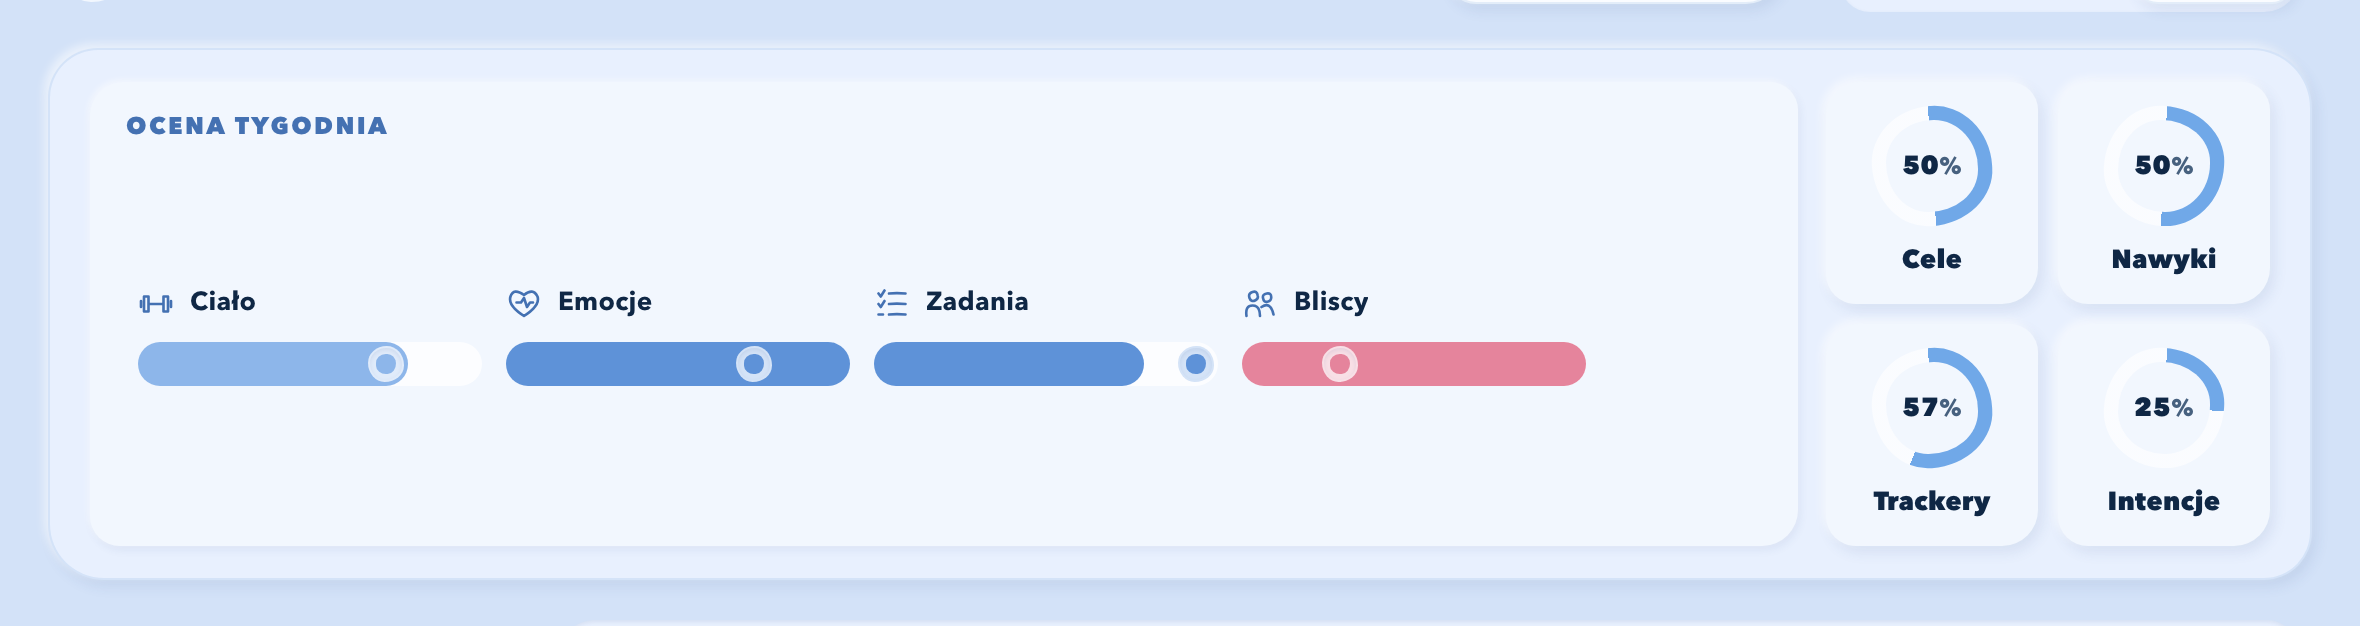 OCENA TYGODNIA
Ciało
Emocje
Zadania
Bliscy
50%
Cele
50%
Nawyki
57%
Trackery
25%
Intencje